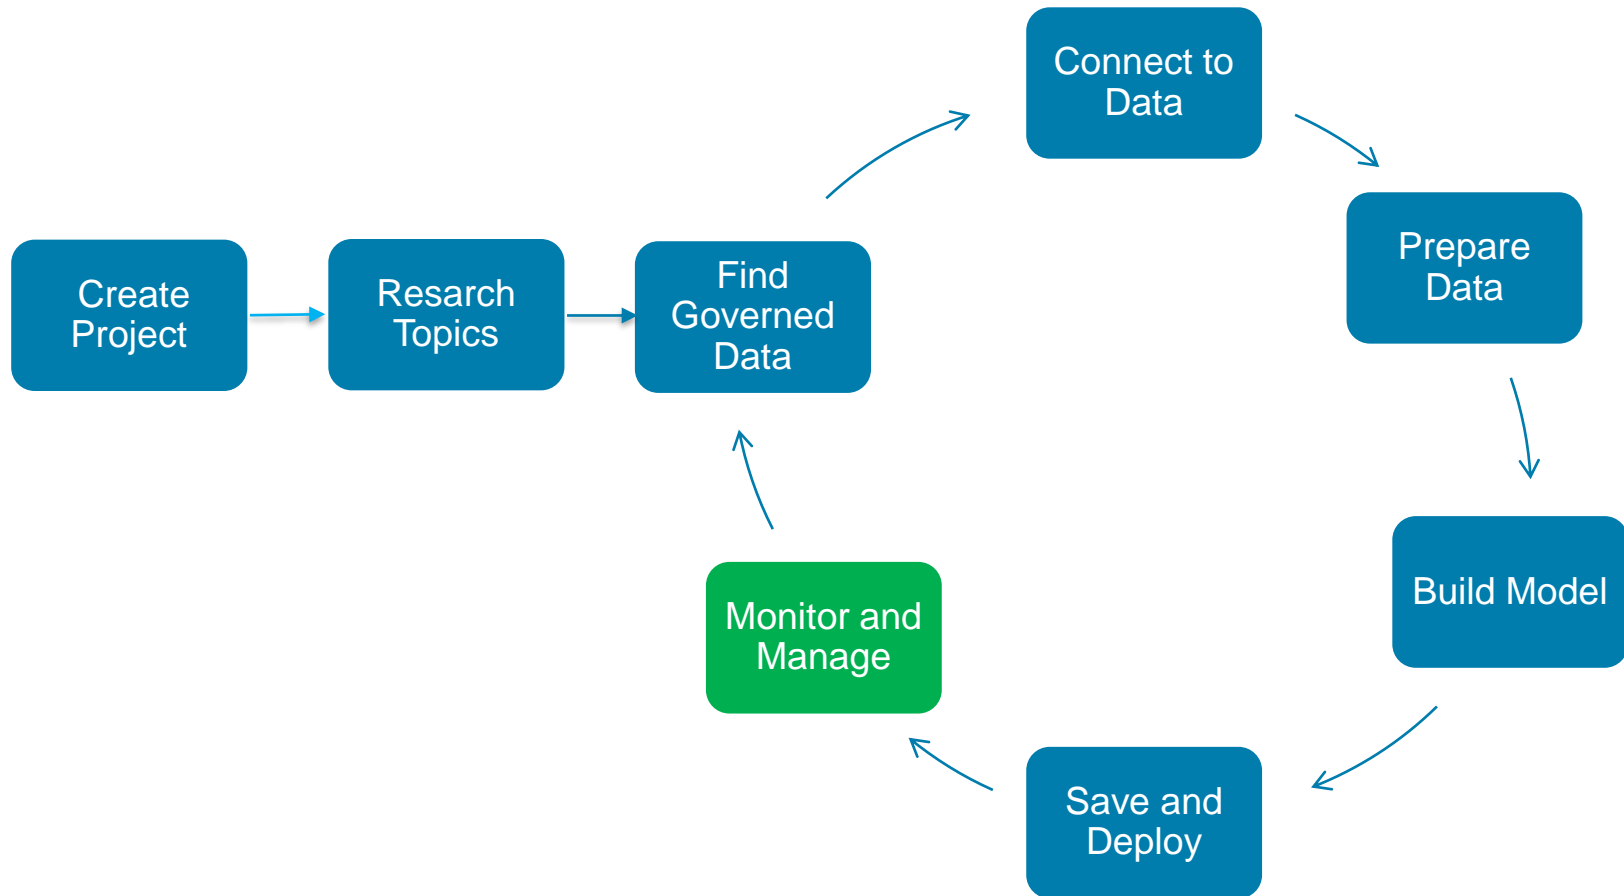 Create
Project
Resarch
Topics
Find
Governed
Data
Connect to
Data
Prepare
Data
Build Model
Save and
Deploy
Monitor and
Manage